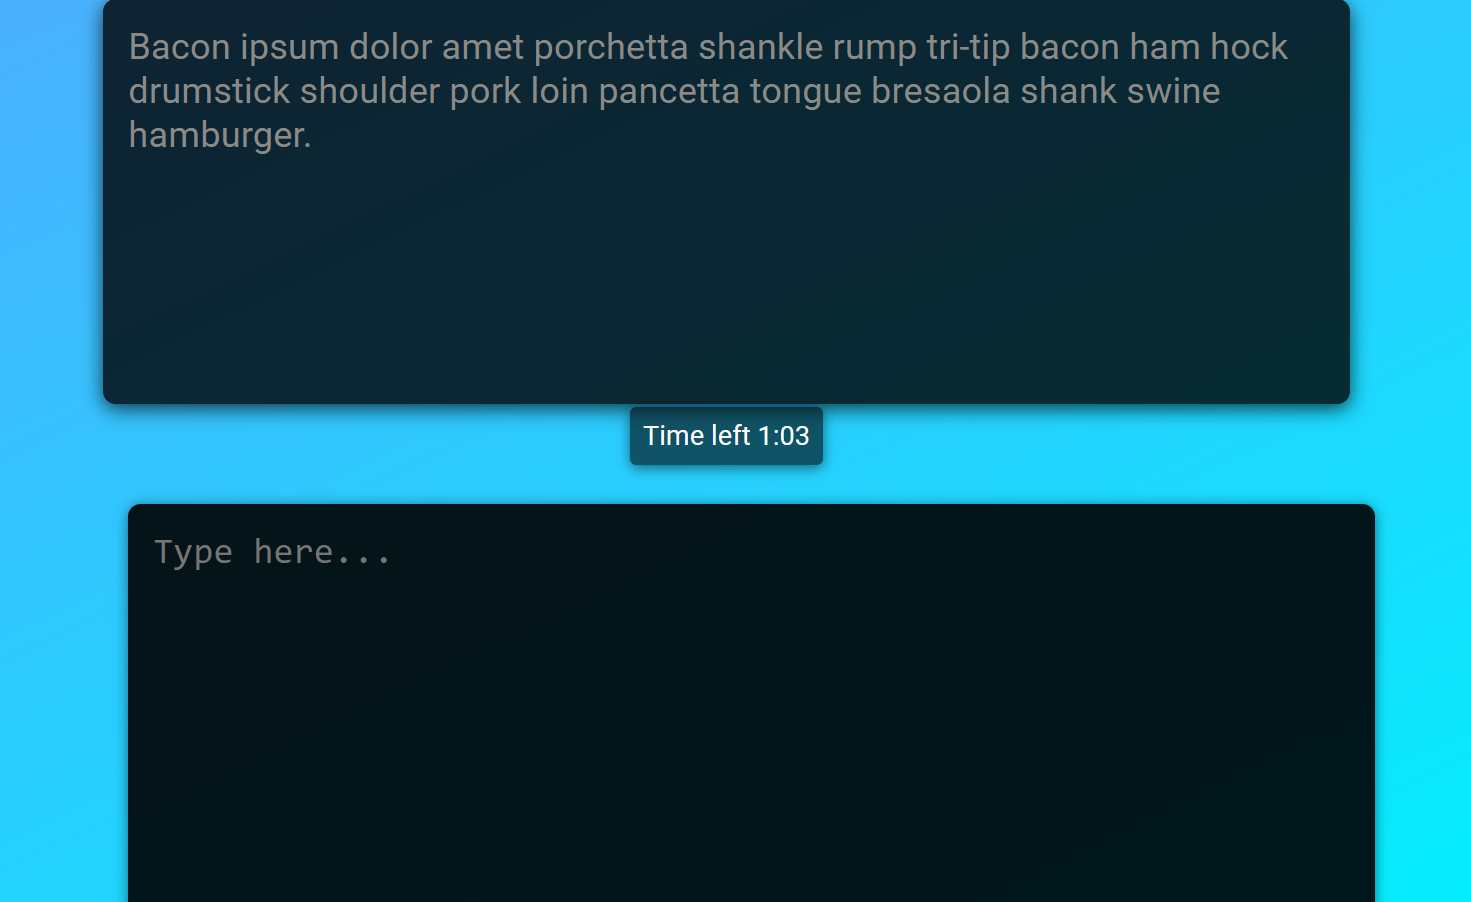 Bacon ipsum dolor amet porchetta shankle rump tri-tip bacon ham hock
drumstick shoulder pork loin pancetta tongue bresaola shank swine
hamburger.
Time left 1:03
Type here...